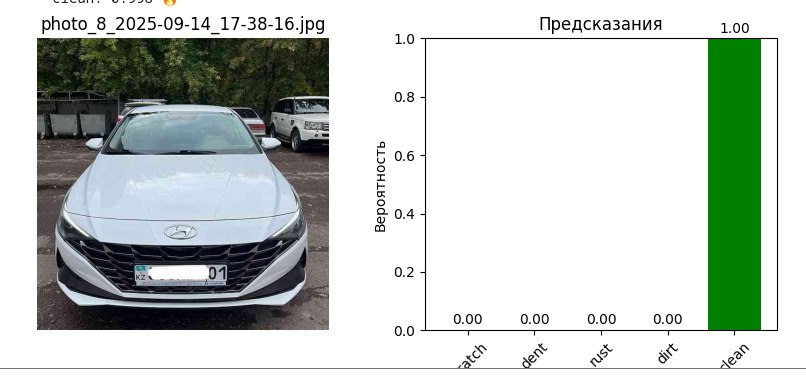 clean: 0.998 🔥
photo_8_2025-09-14_17-38-16.jpg
Предсказания
1.00
1.0
0.8
0.6
0.4
0.2
0.0
Вероятность
0.00 0.00 0.00 0.00
dent rust dirt clean
KZ 01